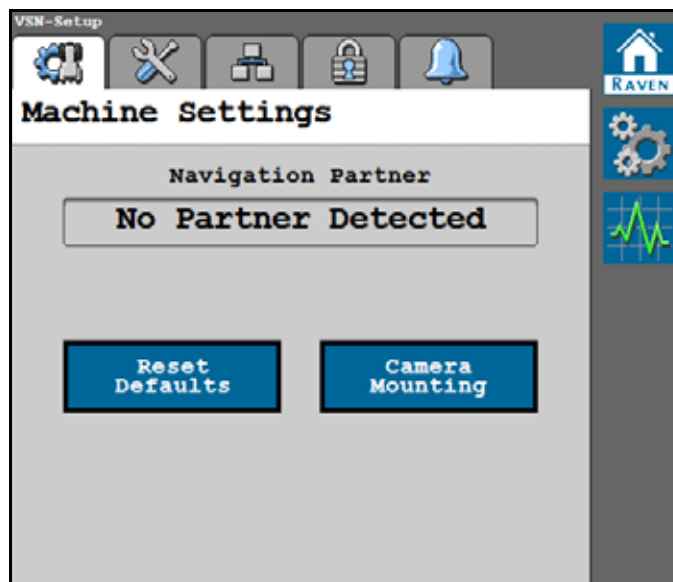 VSN-Setup
RAVEN
Machine Settings
Navigation Partner
No Partner Detected
Reset
Defaults
Camera
Mounting